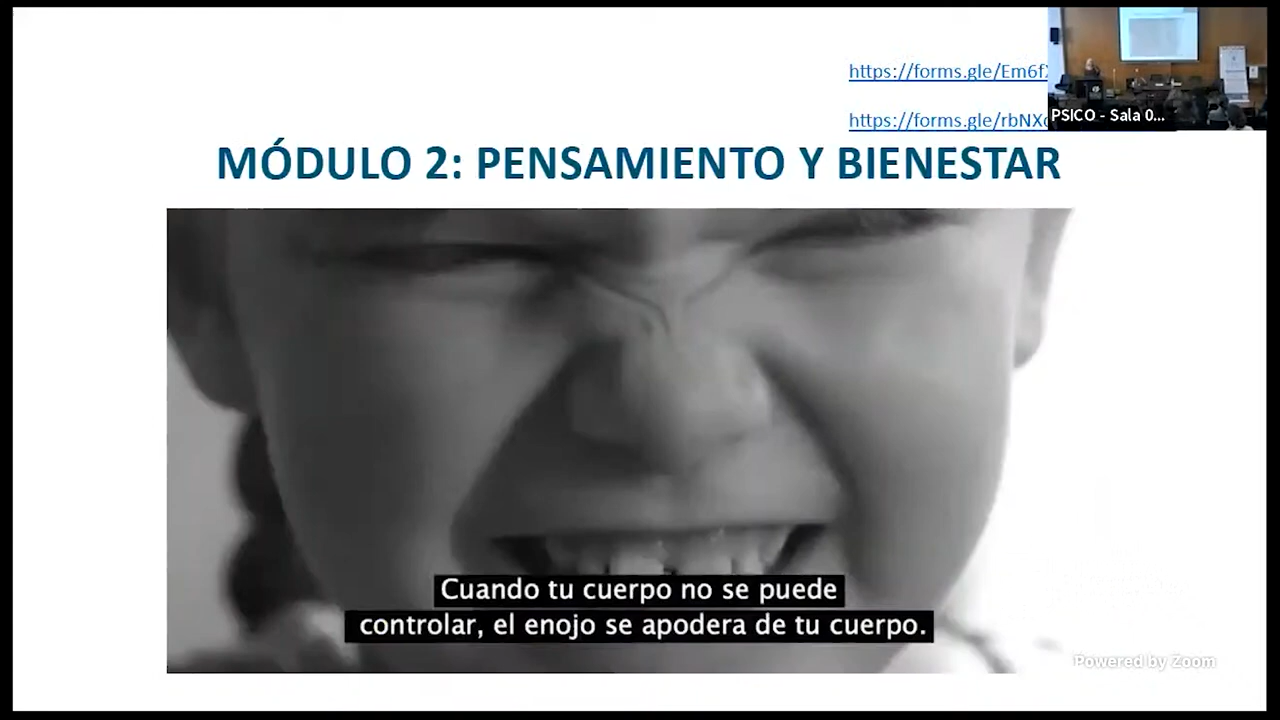 https://forms.gle/Em6f
https://forms.gle/rbNX
PSICO - Sala 0...
MÓDULO 2: PENSAMIENTO Y BIENESTAR
Cuando tu cuerpo no se puede
controlar, el enojo se apodera de tu cuerpo.
Powered by Zoom